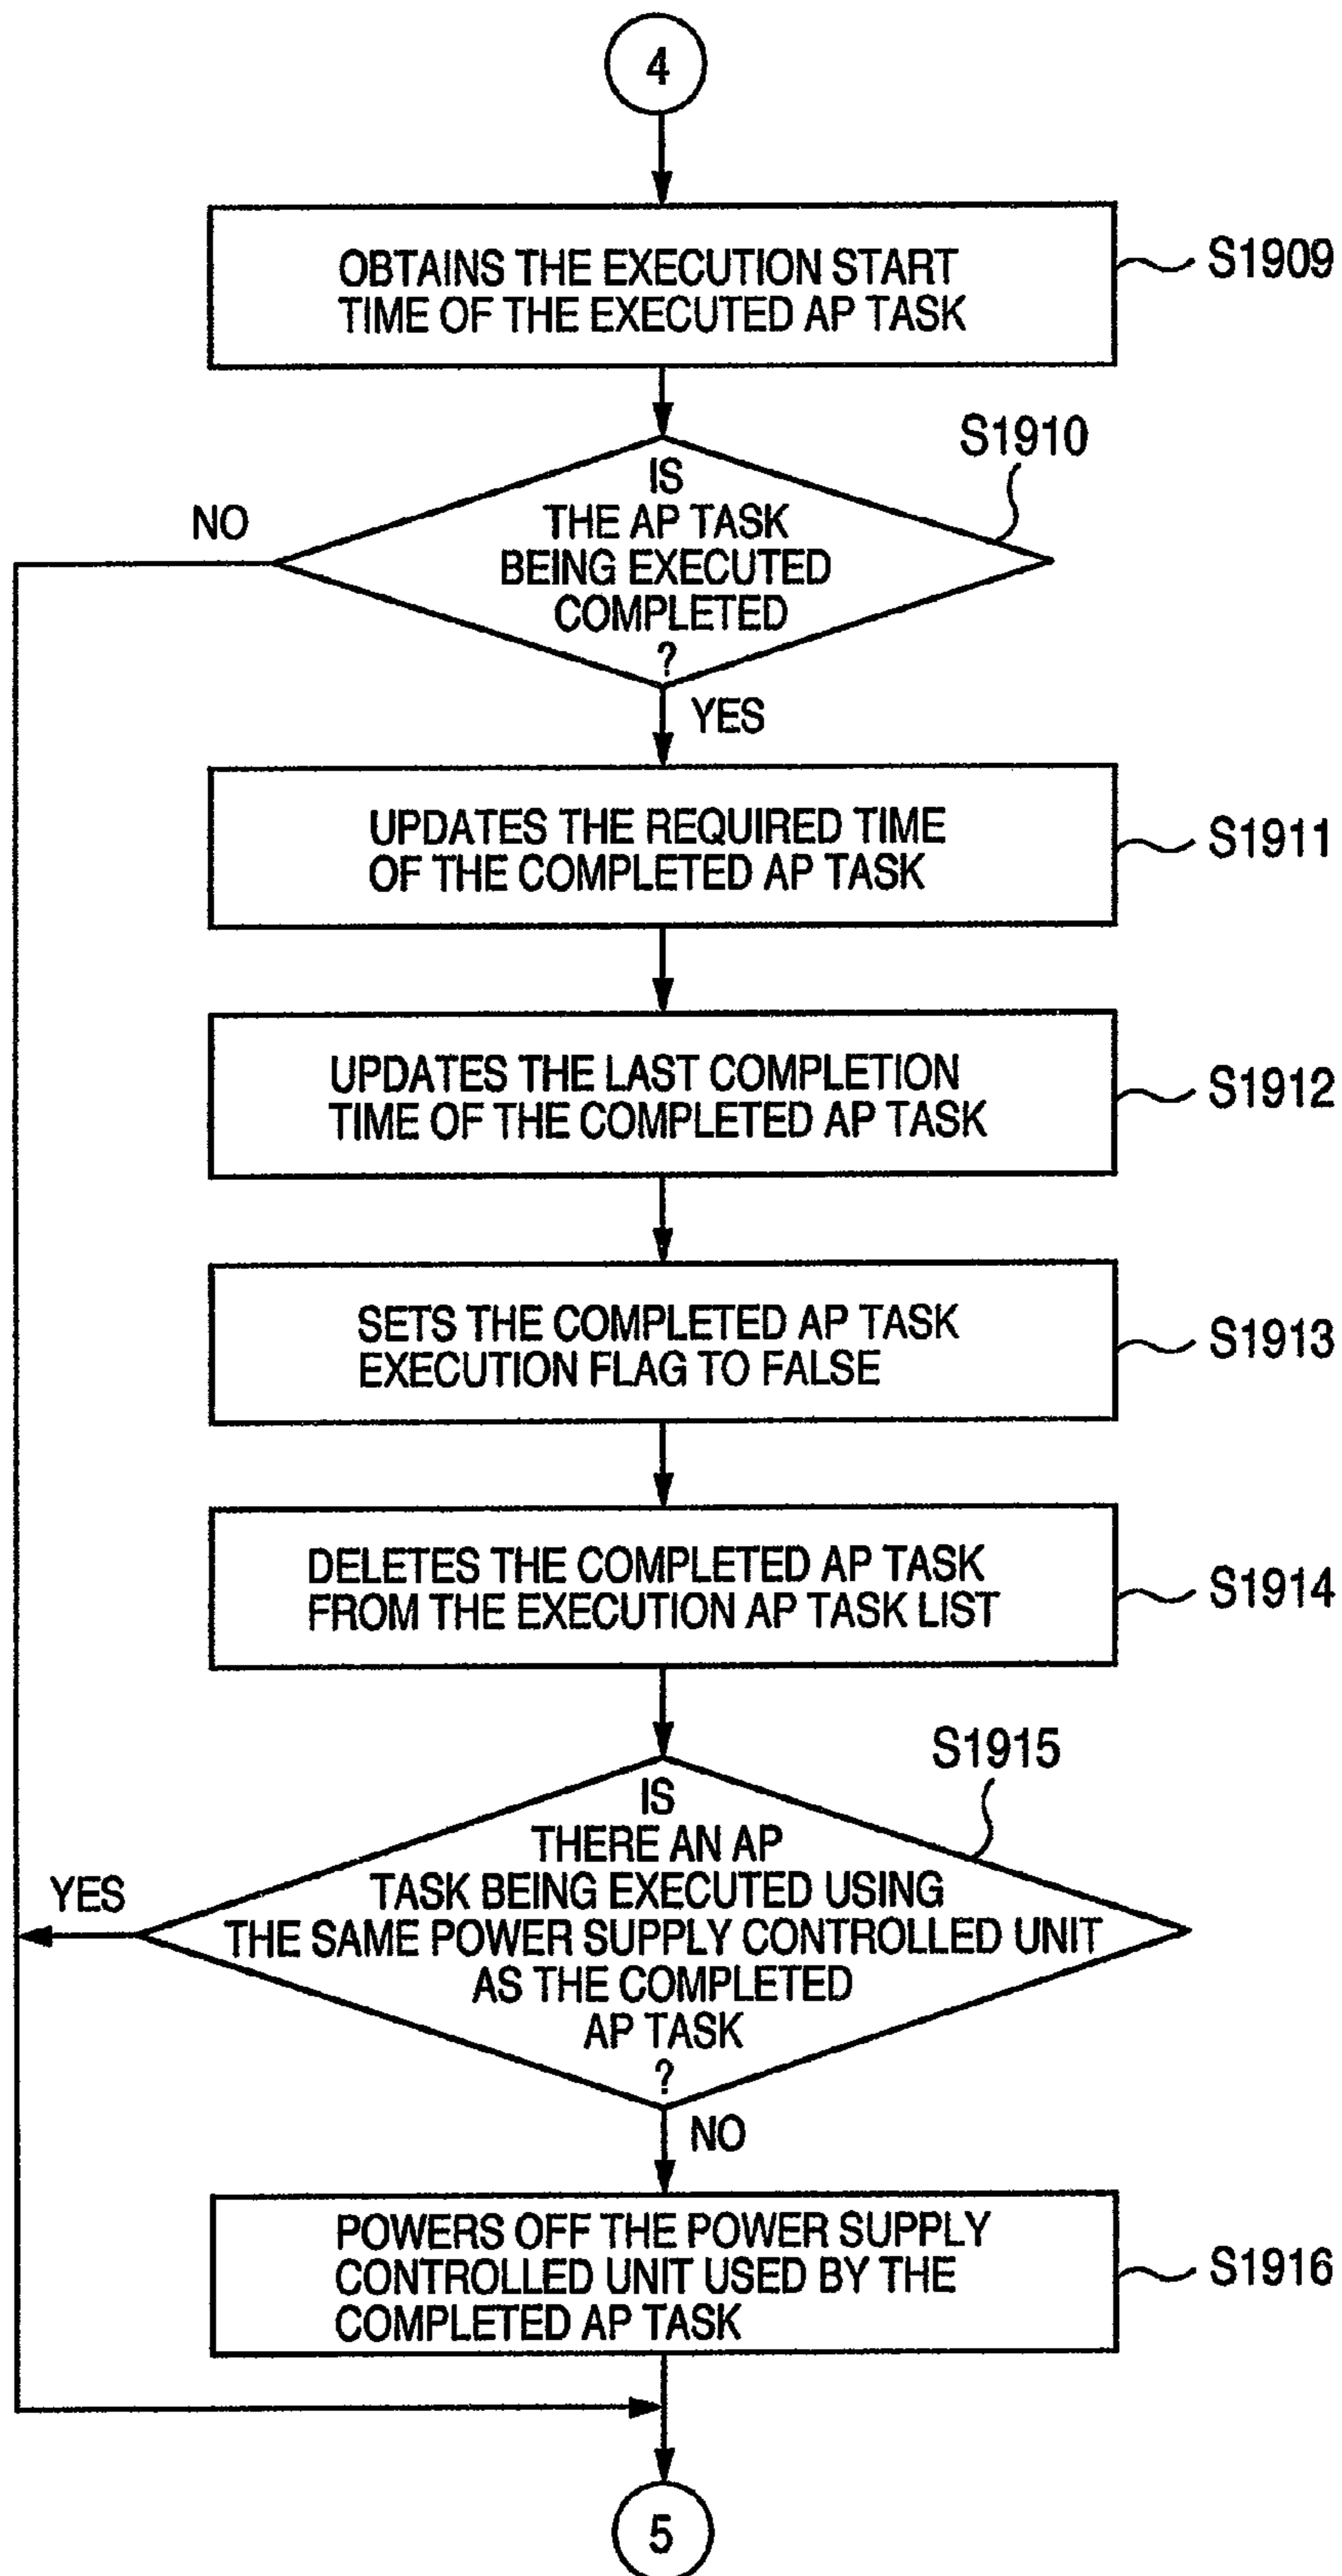 4
OBTAINS THE EXECUTION START
TIME OF THE EXECUTED AP TASK
S1909
S1910
IS
THE AP TASK
BEING EXECUTED
COMPLETED
?
NO
YES
UPDATES THE REQUIRED TIME
OF THE COMPLETED AP TASK
S1911
UPDATES THE LAST COMPLETION
TIME OF THE COMPLETED AP TASK
S1912
SETS THE COMPLETED AP TASK
EXECUTION FLAG TO FALSE
S1913
DELETES THE COMPLETED AP TASK
FROM THE EXECUTION AP TASK LIST
S1914
S1915
IS
THERE AN AP
TASK BEING EXECUTED USING
THE SAME POWER SUPPLY CONTROLLED UNIT
AS THE COMPLETED
AP TASK
?
YES
NO
POWERS OFF THE POWER SUPPLY
CONTROLLED UNIT USED BY THE
COMPLETED AP TASK
S1916
5